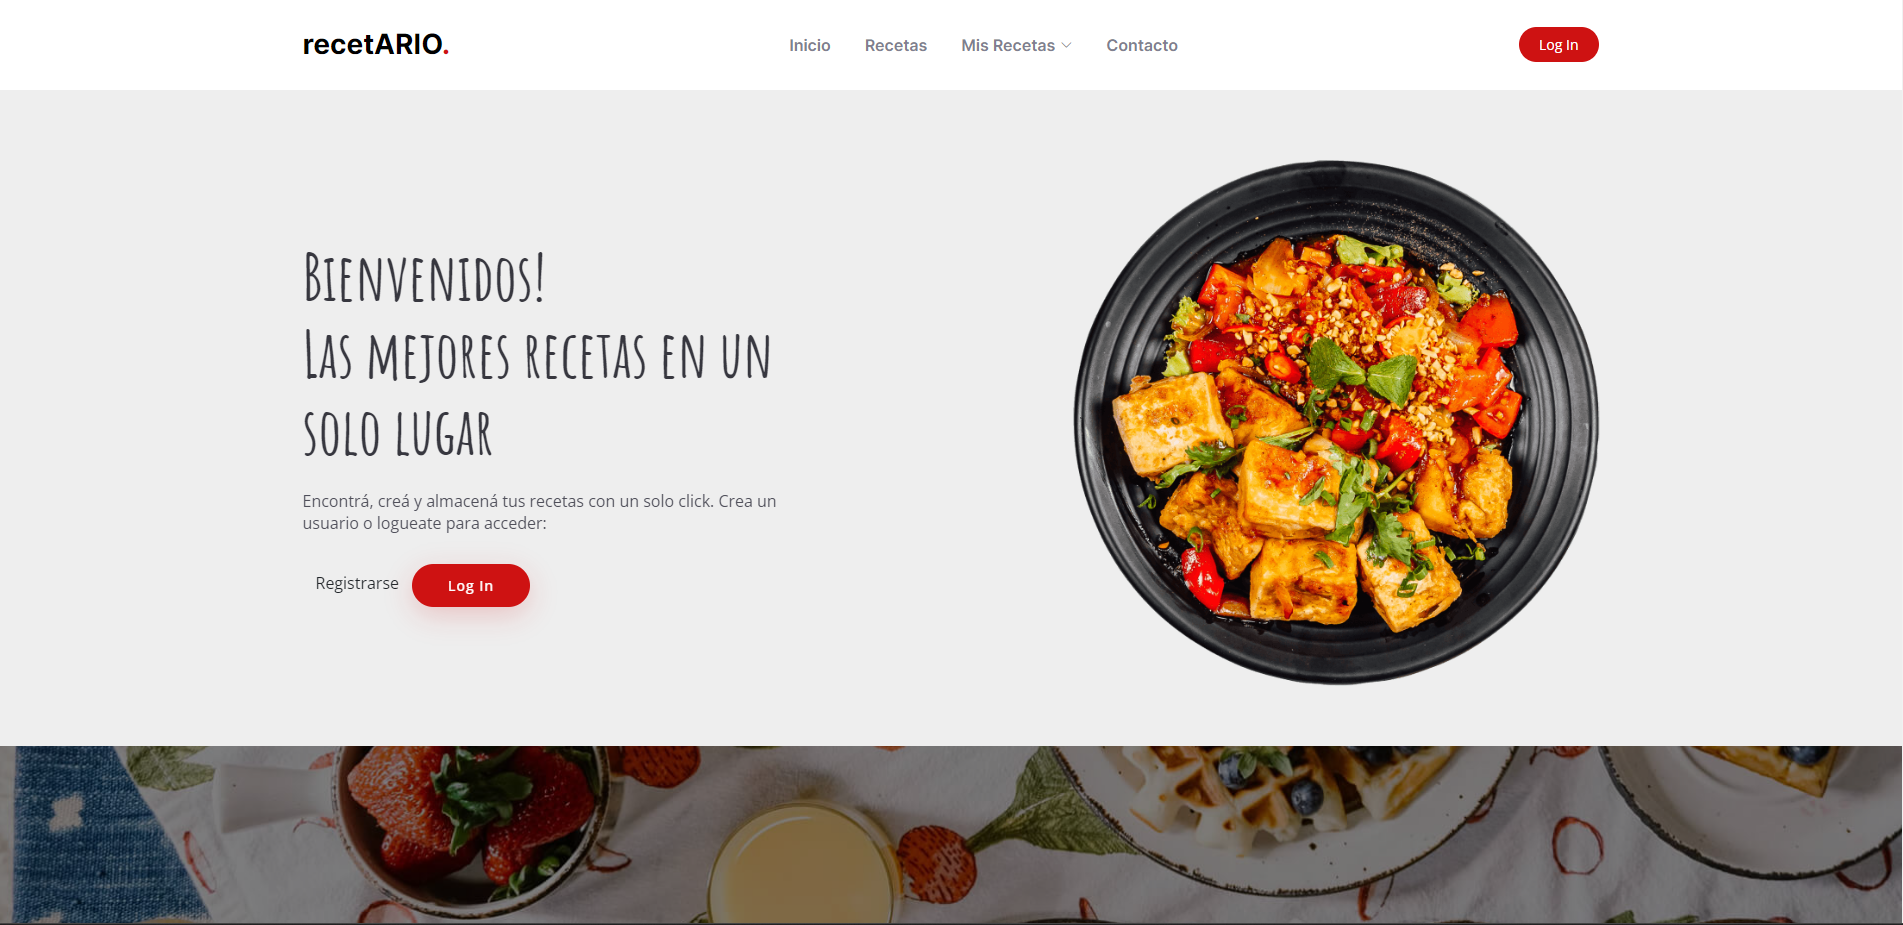 recetARIO.
Inicio
Recetas
Mis Recetas
Contacto
Log In
Bienvenidos!
Las mejores recetas en un
solo lugar
Encontrá, creá y almacená tus recetas con un solo click. Crea un
usuario o logueate para acceder:
Registrarse
Log In